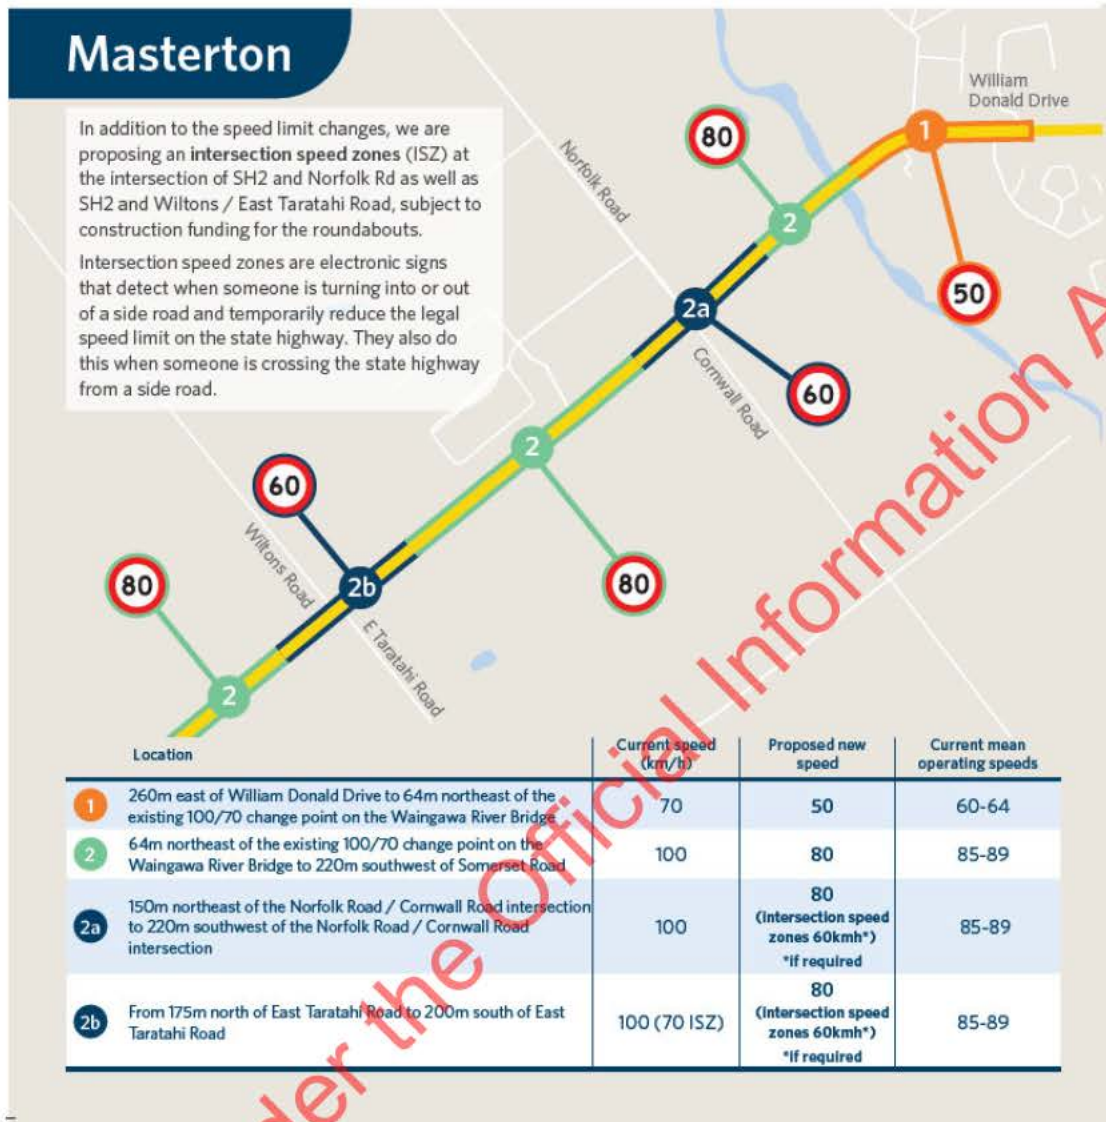 Masterton
In addition to the speed limit changes, we are
proposing an intersection speed zones (ISZ) at
the intersection of SH2 and Norfolk Rd as well as
SH2 and Wiltons / East Taratahi Road, subject to
construction funding for the roundabouts.
Intersection speed zones are electronic signs
that detect when someone is turning into or out
of a side road and temporarily reduce the legal
speed limit on the state highway. They also do
this when someone is crossing the state highway
from a side road.
William
Donald Drive
1
80
Norfolk Road
2
50
2a
Cornwall Road
60
2
60
Wiltons Road
80
2b
80
E Taratahi Road
2
Location
Current speed
(km/h)
Proposed new
speed
Current mean
operating speeds
1
260m east of William Donald Drive to 64m northeast of the
existing 100/70 change point on the Waingawa River Bridge
70
50
60-64
2
64m northeast of the existing 100/70 change point on the
Waingawa River Bridge to 220m southwest of Somerset Road
100
80
85-89
2a
150m northeast of the Norfolk Road / Cornwall Road intersection
to 220m southwest of the Norfolk Road / Cornwall Road
intersection
100
80
(Intersection speed
zones 60kmh*)
*if required
85-89
2b
From 175m north of East Taratahi Road to 200m south of East
Taratahi Road
100 (70 ISZ)
80
(Intersection speed
zones 60kmh*)
*if required
85-89
der the Official Information A